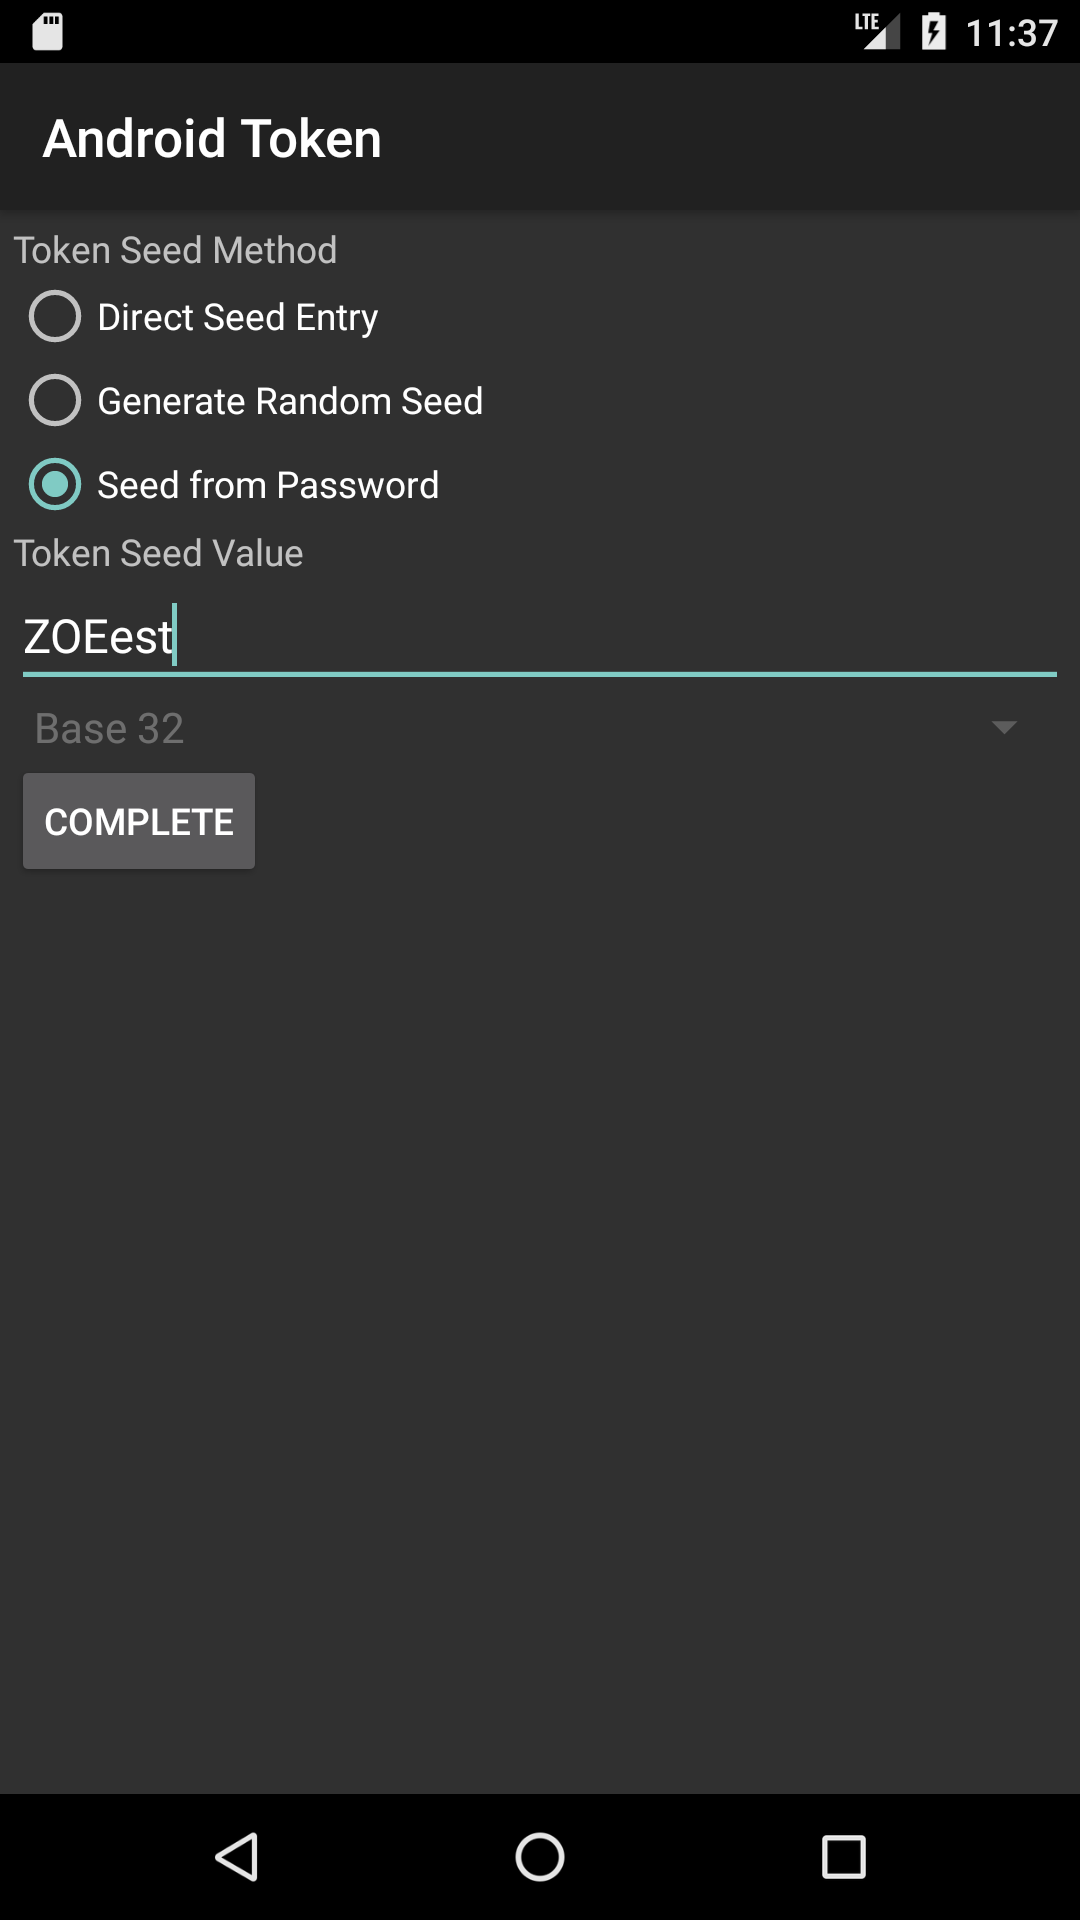 LTE 11:37
Android Token
Token Seed Method
Direct Seed Entry
Generate Random Seed
Seed from Password
Token Seed Value
ZOEest
Base 32
COMPLETE